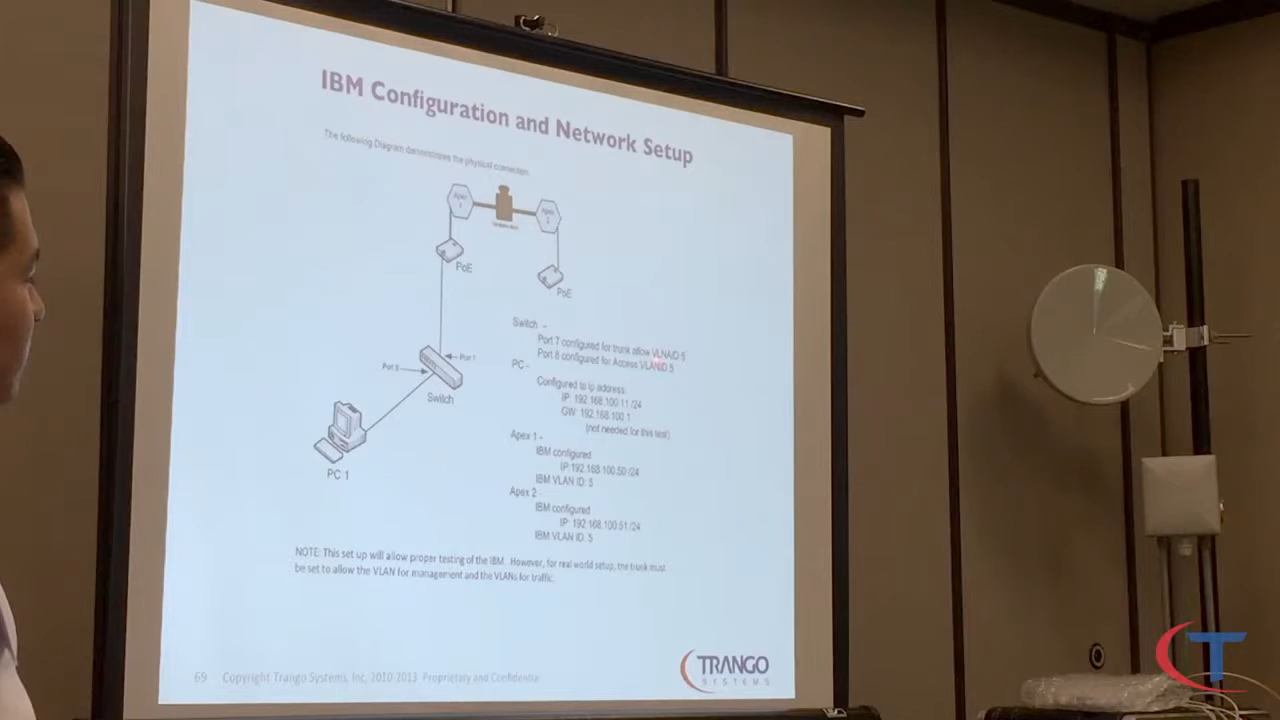 IBM Configuration and Network Setup
The following Diagram demonstrates the physical connection.
Apex
1
Apex
2
PoE
PoE
Port 7
Port 8
Switch
PC 1
Switch -
Port 7 configured for trunk allow VLNAID 5
Port 8 configured for Access VLANID 5
PC -
Configured to ip address:
IP: 192.168.100.11 /24
GW: 192.168.100.1
(not needed for this test)
Apex 1 -
IBM configured
IP:192.168.100.50 /24
IBM VLAN ID: 5
Apex 2 -
IBM configured
IP: 192.168.100.51 /24
IBM VLAN ID: 5
NOTE: This set up will allow proper testing of the IBM. However, for real world setup, the trunk must
be set to allow the VLAN for management and the VLANs for traffic.
69 Copyright Trango Systems, Inc, 2010-2013 Proprietary and Confidential
TRANGO
SYSTEMS
T